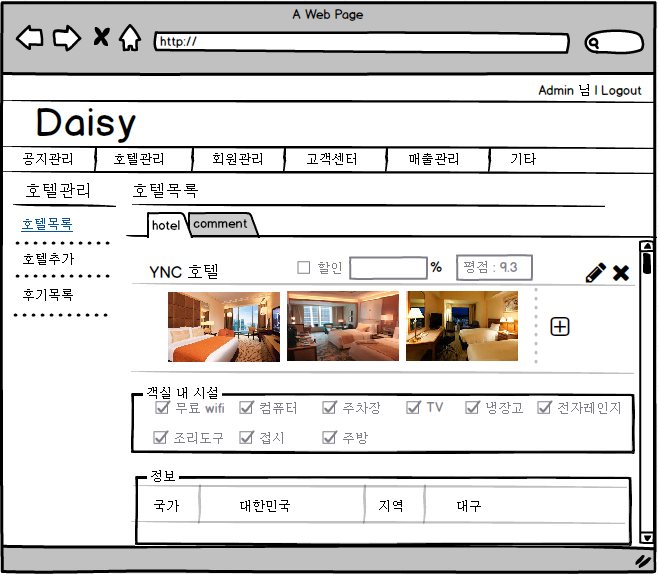 A Web Page
http://
Admin 님 | Logout
Daisy
공지관리 호텔관리 회원관리 고객센터 매출관리 기타
호텔관리 호텔목록
호텔목록
호텔추가
후기목록
hotel comment
YNC 호텔 할인 % 평점 : 9.3
객실 내 시설
무료 wifi 컴퓨터 주차장 TV 냉장고 전자레인지
조리도구 접시 주방
정보
국가 대한민국 지역 대구